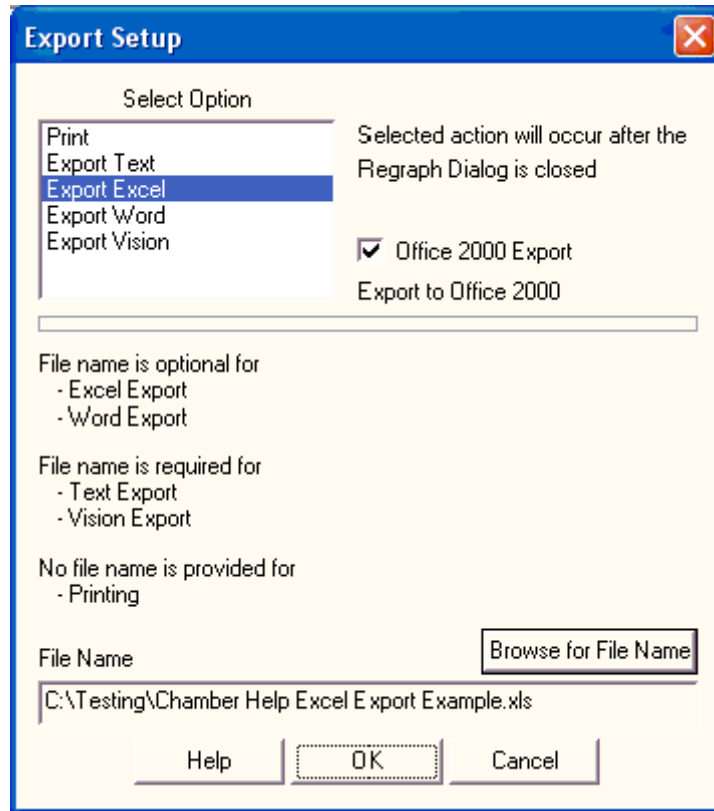 Export Setup
Select Option
Print
Export Text
Export Excel
Export Word
Export Vision
Selected action will occur after the
Regraph Dialog is closed
Office 2000 Export
Export to Office 2000
File name is optional for
- Excel Export
- Word Export
File name is required for
- Text Export
- Vision Export
No file name is provided for
- Printing
Browse for File Name
File Name
C:\Testing\Chamber Help Excel Export Example.xls
Help
OK
Cancel